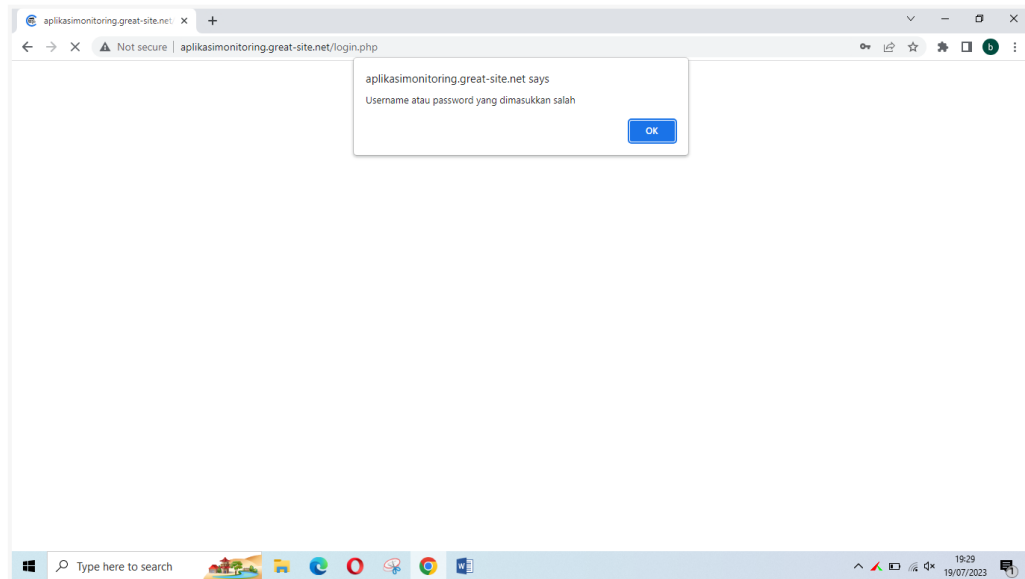 aplikasimonitoring.great-site.net
Not secure | aplikasimonitoring.great-site.net/login.php
b
aplikasimonitoring.great-site.net says
Username atau password yang dimasukkan salah
OK
Type here to search
19:29
19/07/2023
1